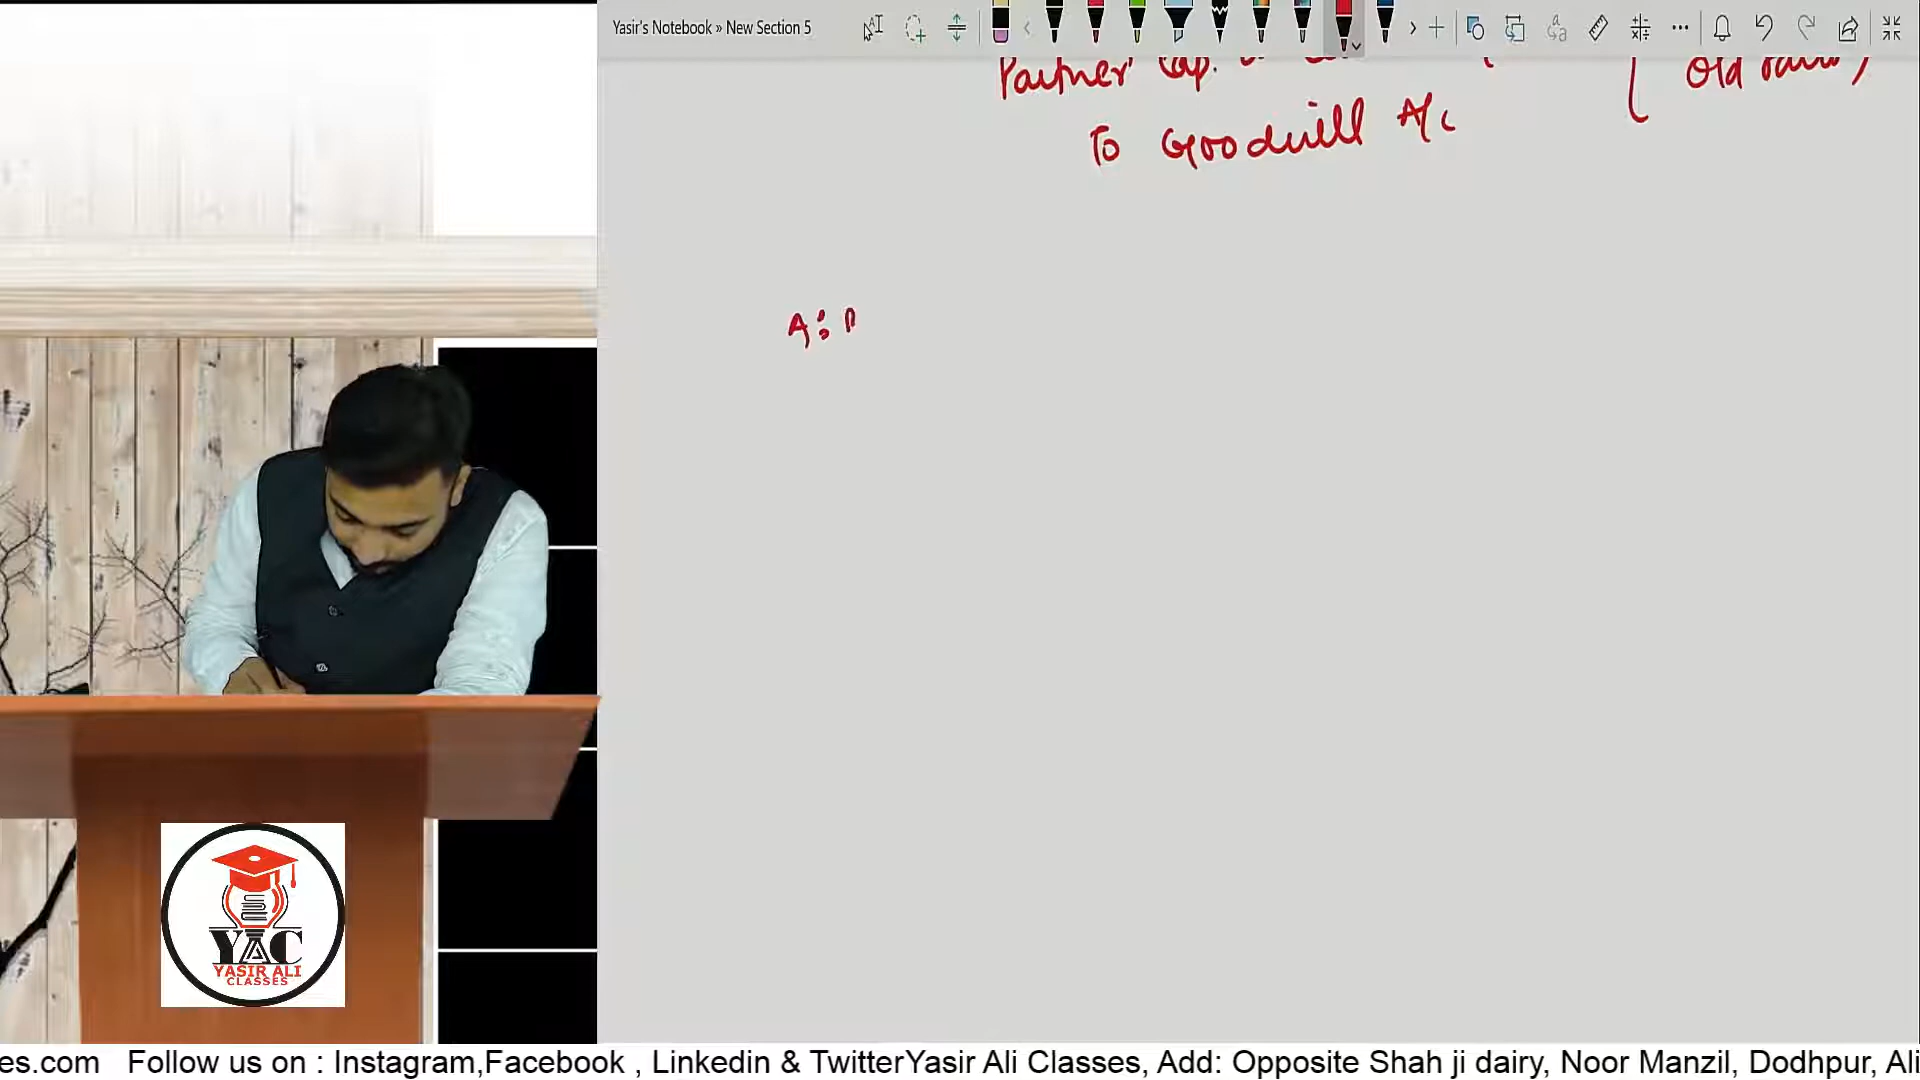 Yasir's Notebook » New Section 5
Partner' Cap.
Old
To Goodwill A/c
A:
YAC
YASIR ALI
CLASSES
es.com Follow us on : Instagram,Facebook , Linkedin & TwitterYasir Ali Classes, Add: Opposite Shah ji dairy, Noor Manzil, Dodhpur, Ali